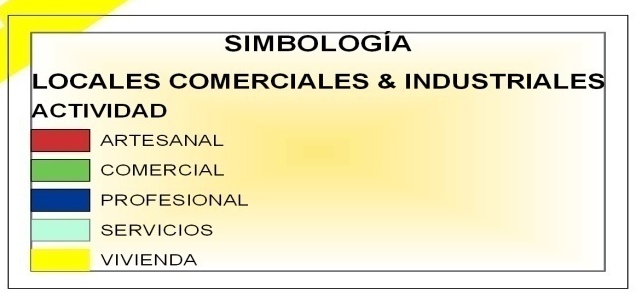 SIMBOLOGÍA
LOCALES COMERCIALES & INDUSTRIALES
ACTIVIDAD
ARTESANAL
COMERCIAL
PROFESIONAL
SERVICIOS
VIVIENDA